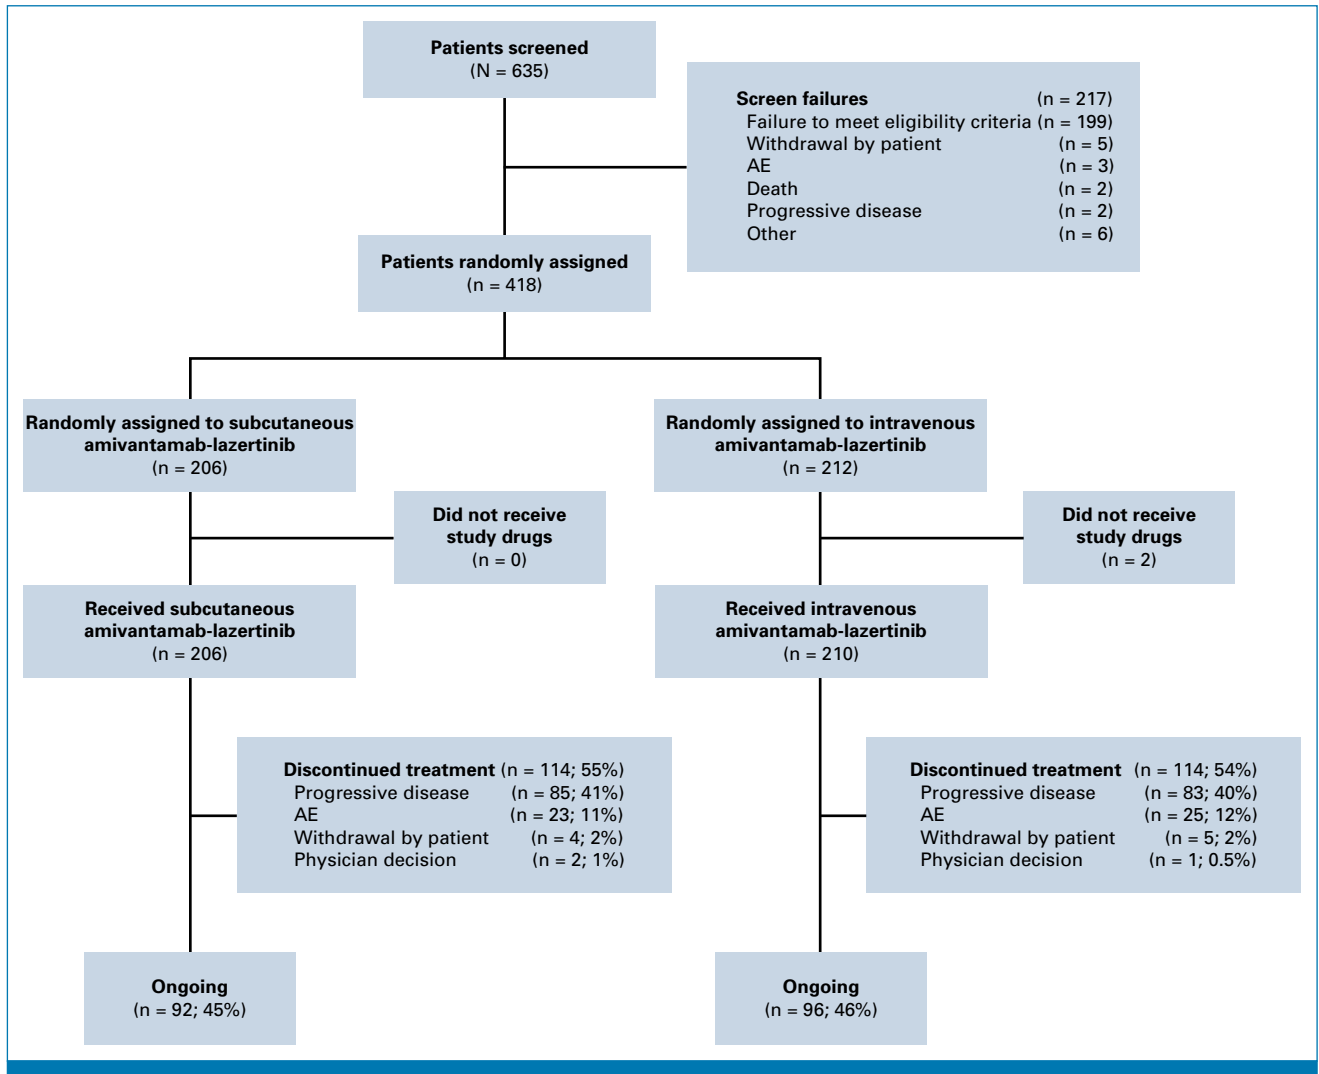 Patients screened
(N = 635)
Screen failures (n = 217)
Failure to meet eligibility criteria (n = 199)
Withdrawal by patient (n = 5)
AE (n = 3)
Death (n = 2)
Progressive disease (n = 2)
Other (n = 6)
Patients randomly assigned
(n = 418)
Randomly assigned to subcutaneous
amivantamab-lazertinib
(n = 206)
Randomly assigned to intravenous
amivantamab-lazertinib
(n = 212)
Did not receive
study drugs
(n = 0)
Did not receive
study drugs
(n = 2)
Received subcutaneous
amivantamab-lazertinib
(n = 206)
Received intravenous
amivantamab-lazertinib
(n = 210)
Discontinued treatment (n = 114; 55%)
Progressive disease (n = 85; 41%)
AE (n = 23; 11%)
Withdrawal by patient (n = 4; 2%)
Physician decision (n = 2; 1%)
Discontinued treatment (n = 114; 54%)
Progressive disease (n = 83; 40%)
AE (n = 25; 12%)
Withdrawal by patient (n = 5; 2%)
Physician decision (n = 1; 0.5%)
Ongoing
(n = 92; 45%)
Ongoing
(n = 96; 46%)